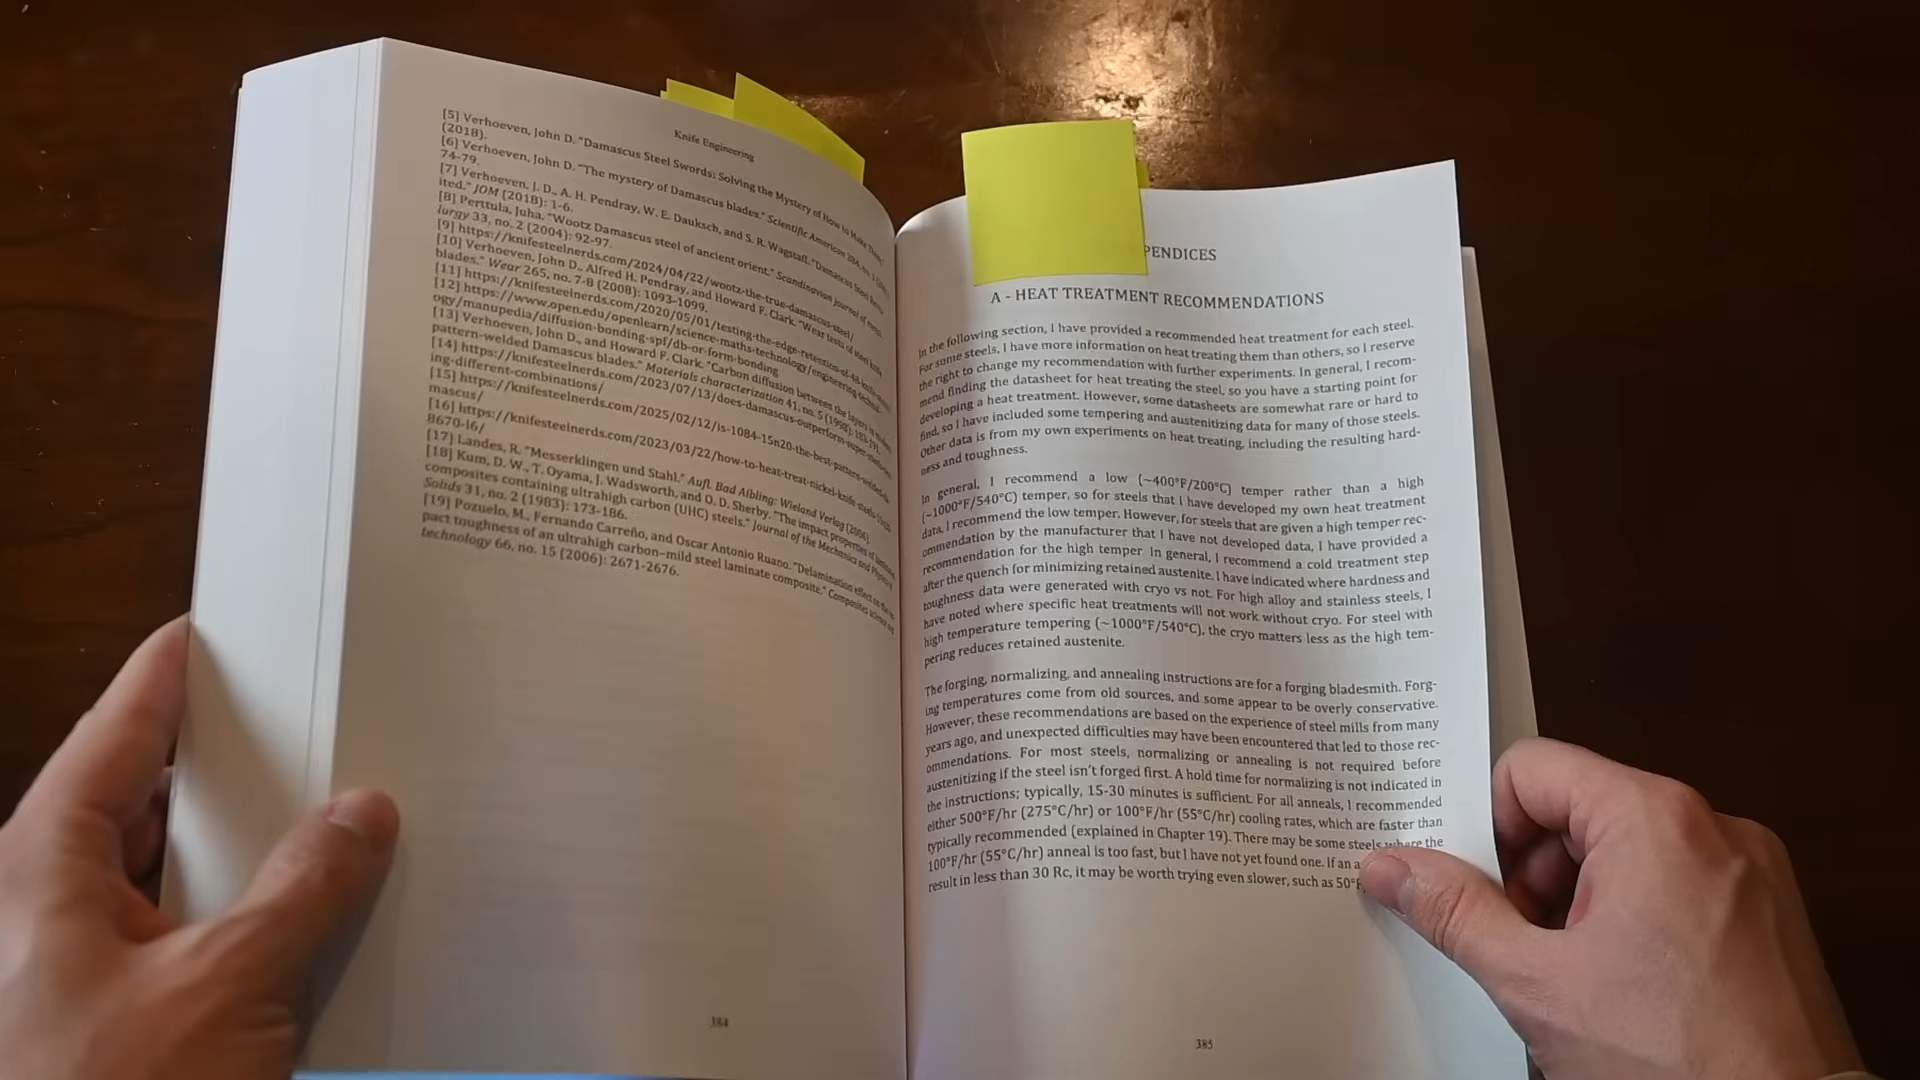 Knife Engineering
[5] Verhoeven, John D. "Damascus Steel Swords: Solving the Mystery of How to Make Them."
(2018).
[6] Verhoeven, John D. "The mystery of Damascus blades." Scientific American 284, no. 1 (2001):
74-79.
[7] Verhoeven, J. D., A. H. Pendray, W. E. Dauksch, and S. R. Wagstaff. "Damascus Steel Revis-
ited." JOM (2018): 1-6.
[8] Perttula, Juha. "Wootz Damascus steel of ancient orient." Scandinavian journal of metal-
lurgy 33, no. 2 (2004): 92-97.
[9] https://knifesteelnerds.com/2024/04/22/wootz-the-true-damascus-steel/
[10] Verhoeven, John D., Alfred H. Pendray, and Howard F. Clark. "Wear tests of steel knife
blades." Wear 265, no. 7-8 (2008): 1093-1099.
[11] https://knifesteelnerds.com/2020/05/01/testing-the-edge-retention-of-48-knife-steels/
[12] https://www.open.edu/openlearn/science-maths-technology/engineering-technol-
ogy/manupedia/diffusion-bonding-spf/db-or-form-bonding
[13] Verhoeven, John D., and Howard F. Clark. "Carbon diffusion between the layers in modern
pattern-welded Damascus blades." Materials characterization 41, no. 5 (1998): 183-191.
[14] https://knifesteelnerds.com/2023/07/13/does-damascus-outperform-super-steels-test-
ing-different-combinations/
[15] https://knifesteelnerds.com/2025/02/12/is-1084-15n20-the-best-pattern-welded-da-
mascus/
[16] https://knifesteelnerds.com/2023/03/22/how-to-heat-treat-nickel-knife-steels-15n20-
8670-l6/
[17] Landes, R. "Messerklingen und Stahl." Aufl. Bad Aibling: Wieland Verlag (2006).
[18] Kum, D. W., T. Oyama, J. Wadsworth, and O. D. Sherby. "The impact properties of laminated
composites containing ultrahigh carbon (UHC) steels." Journal of the Mechanics and Physics of
Solids 31, no. 2 (1983): 173-186.
[19] Pozuelo, M., Fernando Carreño, and Oscar Antonio Ruano. "Delamination effect on the im-
pact toughness of an ultrahigh carbon–mild steel laminate composite." Composites science and
technology 66, no. 15 (2006): 2671-2676.
384
PENDICES
A - HEAT TREATMENT RECOMMENDATIONS
In the following section, I have provided a recommended heat treatment for each steel.
For some steels, I have more information on heat treating them than others, so I reserve
the right to change my recommendation with further experiments. In general, I recom-
mend finding the datasheet for heat treating the steel, so you have a starting point for
developing a heat treatment. However, some datasheets are somewhat rare or hard to
find, so I have included some tempering and austenitizing data for many of those steels.
Other data is from my own experiments on heat treating, including the resulting hard-
ness and toughness.
In general, I recommend a low (~400°F/200°C) temper rather than a high
(~1000°F/540°C) temper, so for steels that I have developed my own heat treatment
data, I recommend the low temper. However, for steels that are given a high temper rec-
ommendation by the manufacturer that I have not developed data, I have provided a
recommendation for the high temper. In general, I recommend a cold treatment step
after the quench for minimizing retained austenite. I have indicated where hardness and
toughness data were generated with cryo vs not. For high alloy and stainless steels, I
have noted where specific heat treatments will not work without cryo. For steel with
high temperature tempering (~1000°F/540°C), the cryo matters less as the high tem-
pering reduces retained austenite.
The forging, normalizing, and annealing instructions are for a forging bladesmith. Forg-
ing temperatures come from old sources, and some appear to be overly conservative.
However, these recommendations are based on the experience of steel mills from many
years ago, and unexpected difficulties may have been encountered that led to those rec-
ommendations. For most steels, normalizing or annealing is not required before
austenitizing if the steel isn't forged first. A hold time for normalizing is not indicated in
the instructions; typically, 15-30 minutes is sufficient. For all anneals, I recommended
either 500°F/hr (275°C/hr) or 100°F/hr (55°C/hr) cooling rates, which are faster than
typically recommended (explained in Chapter 19). There may be some steels where the
100°F/hr (55°C/hr) anneal is too fast, but I have not yet found one. If an a
result in less than 30 Rc, it may be worth trying even slower, such as 50°F
385